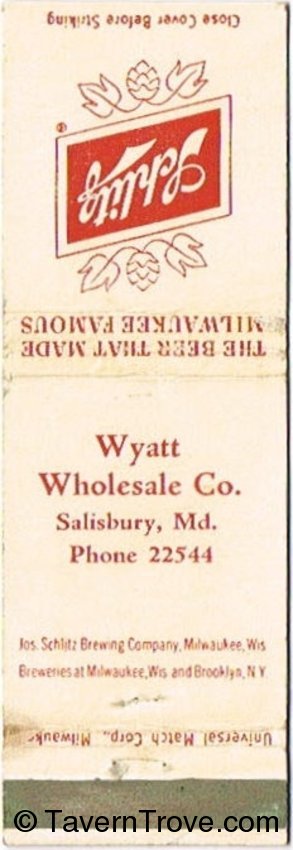 Close Cover Before Striking
Schlitz
®
THE BEER THAT MADE
MILWAUKEE FAMOUS
Wyatt
Wholesale Co.
Salisbury, Md.
Phone 22544
Jos. Schlitz Brewing Company, Milwaukee, Wis
Breweries at Milwaukee, Wis and Brooklyn, N.Y.
Universal Match Corp., Milwauke
© TavernTrove.com